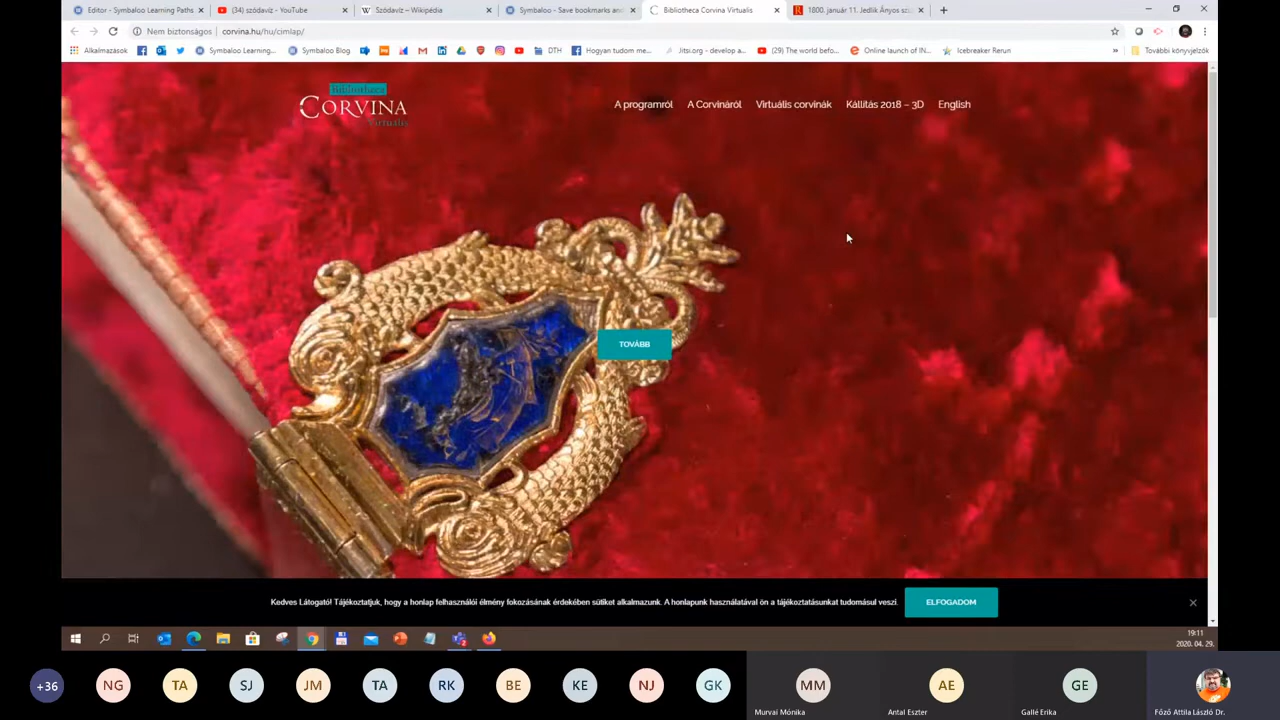 Editor - Symbaloo Learning Paths
(34) szódavíz - YouTube
Szódavíz – Wikipédia
Symbaloo - Save bookmarks and
Bibliotheca Corvina Virtualis
1800. január 11. Jedlik Ányos sz
Nem biztonságos
corvina.hu/hu/cimlap/
Alkalmazások
Symbaloo Learning...
Symbaloo Blog
DTH
Hogyan tudom me...
Jitsi.org - develop a...
(29) The world befo...
Online launch of IN...
Icebreaker Rerun
»
További könyvjelzők
Bibliotheca
CORVINA
Virtualis
A programról
A Corvináról
Virtuális corvinák
Kállítás 2018 – 3D
English
TOVÁBB
Kedves Látogató! Tájékoztatjuk, hogy a honlap felhasználói élmény fokozásának érdekében sütiket alkalmazunk. A honlapunk használatával ön a tájékoztatásunkat tudomásul veszi.
ELFOGADOM
19:11
2020. 04. 29.
+36
NG
TA
SJ
JM
TA
RK
BE
KE
NJ
GK
MM
AE
GE
Murvai Mónika
Antal Eszter
Gallé Erika
Főző Attila László Dr.